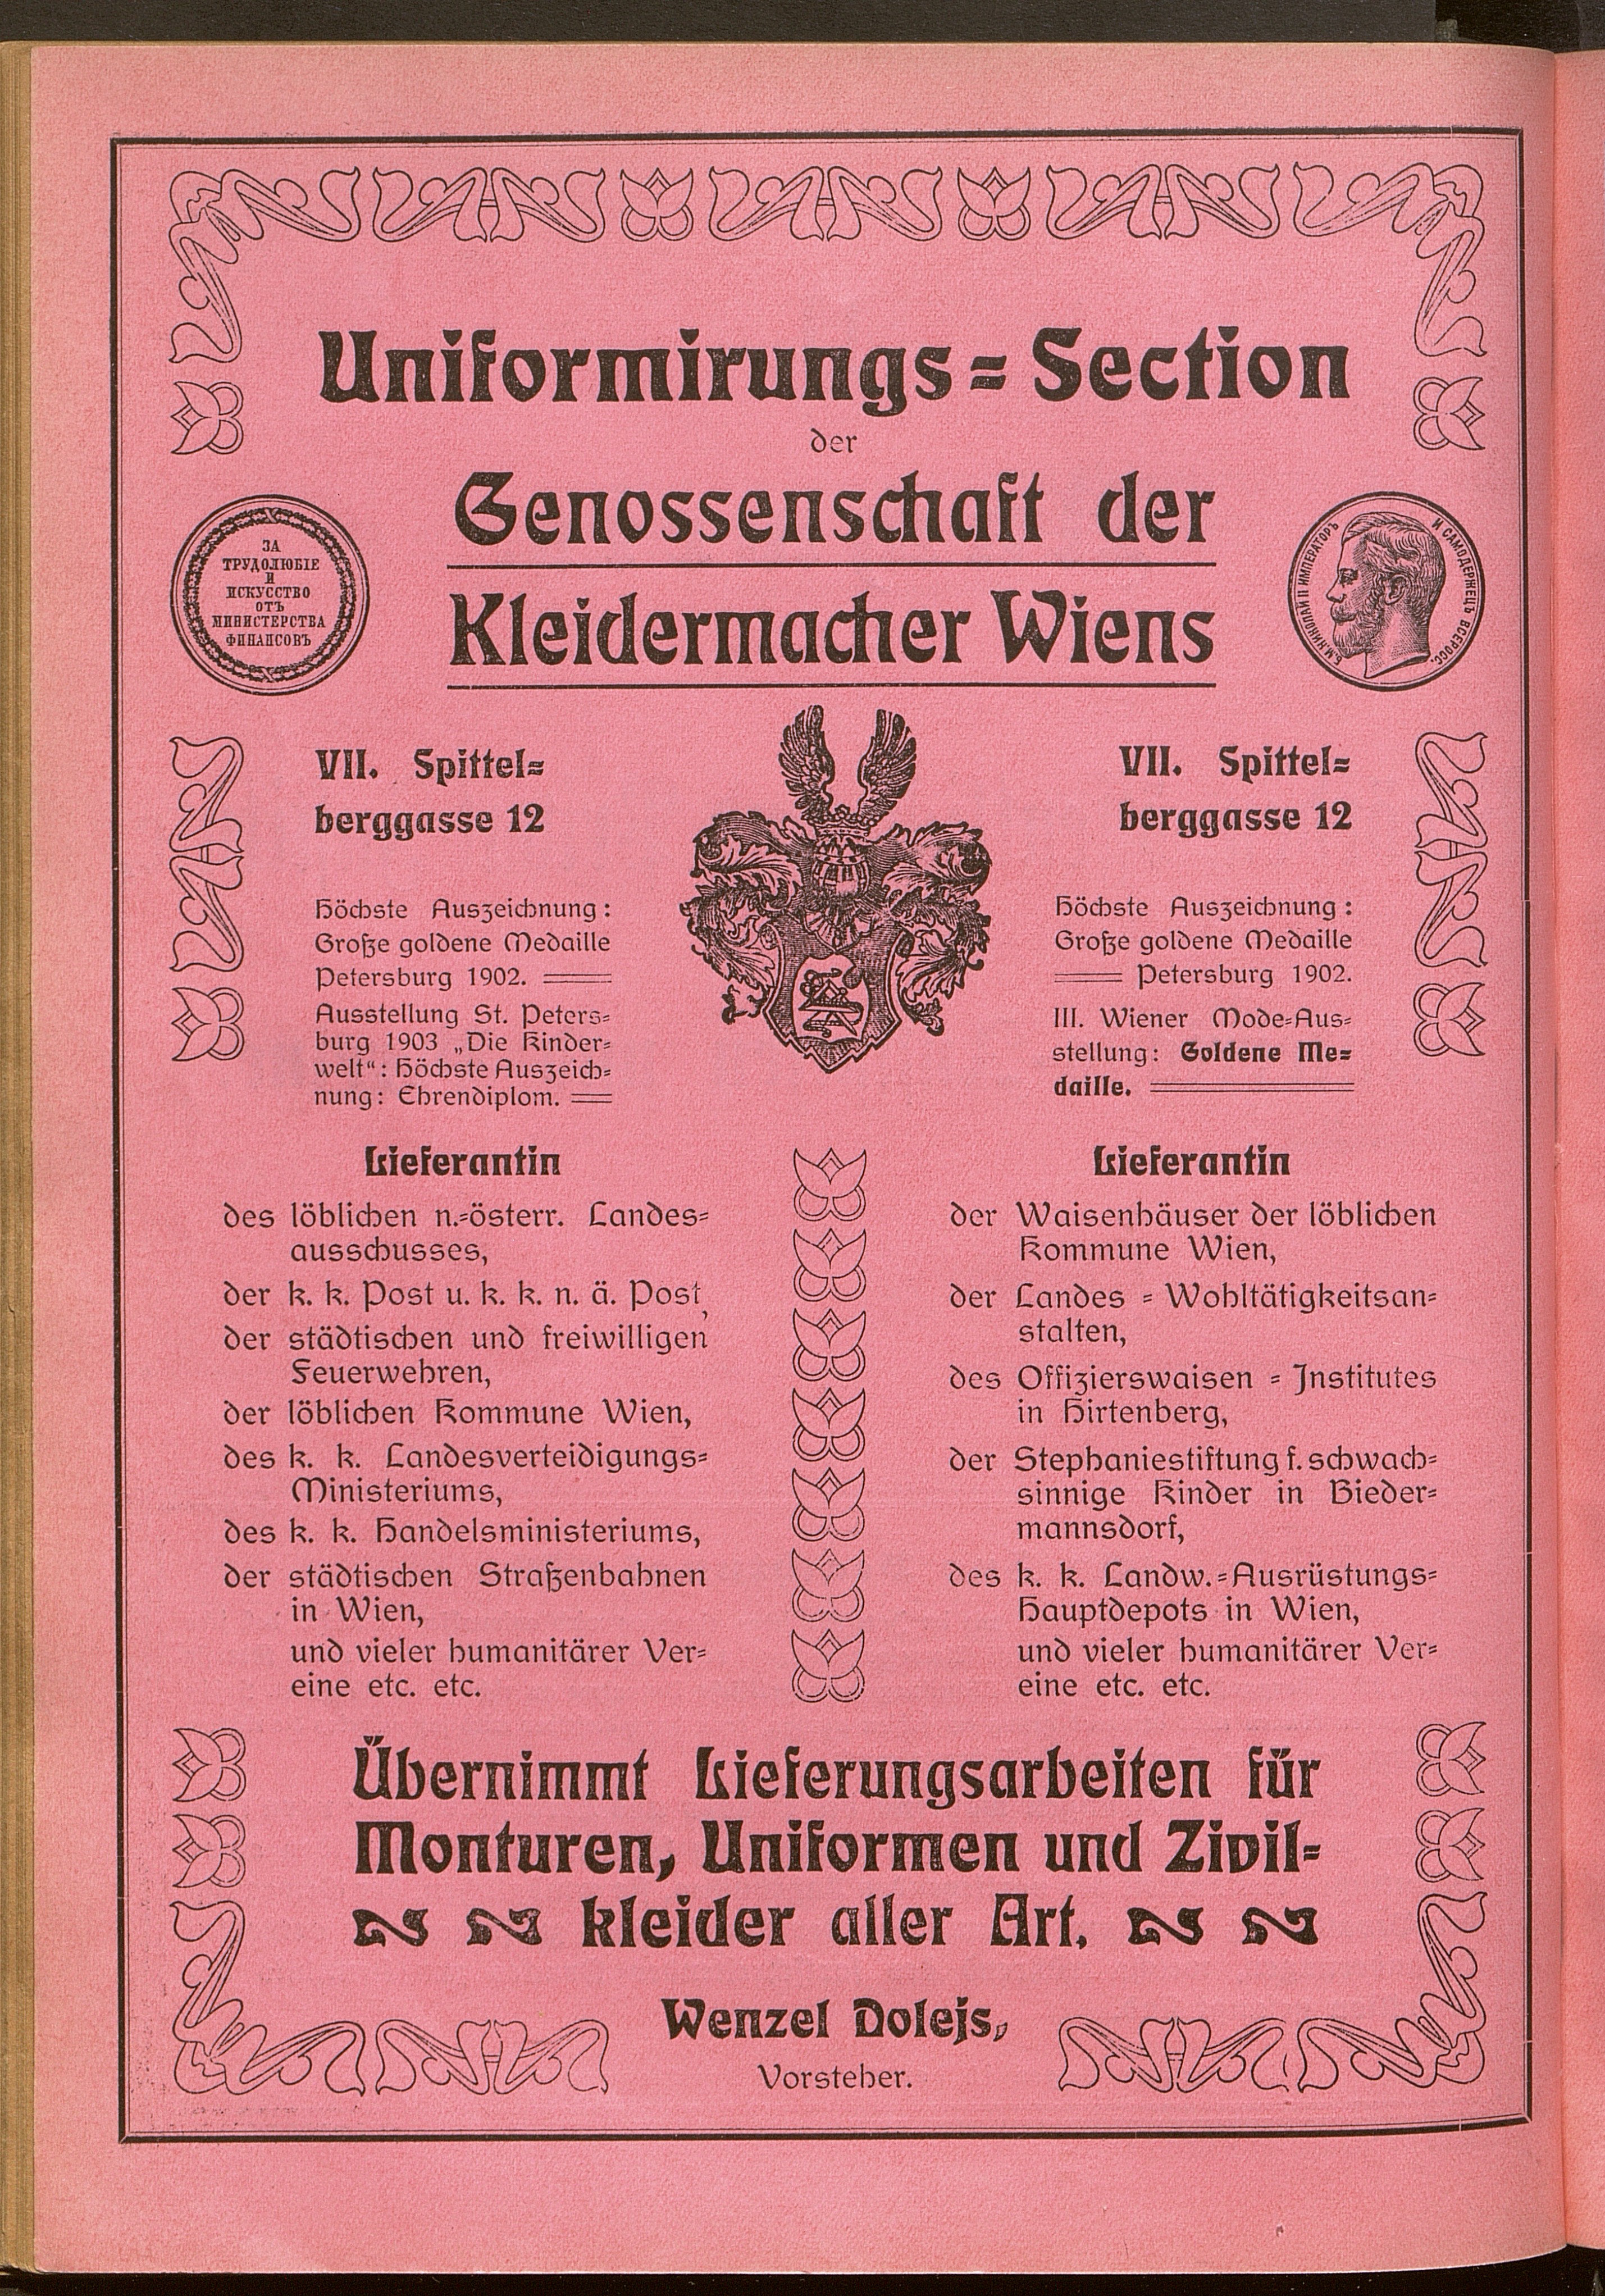 Uniformirungs=Section
der
Genossenschaft der
Kleidermacher Wiens
ЗА
ТРУДОЛЮБІЕ
И
ИСКУССТВО
ОТЪ
МИНИСТЕРСТВА
ФИНАНСОВЪ
Б.М.НИКОЛАЙ II ИМПЕРАТОРЪ И САМОДЕРЖЕЦЪ ВСЕРОСС.
VII. Spittel=
berggasse 12
Höchste Auszeichnung:
Große goldene Medaille
Petersburg 1902.
Ausstellung St. Peters=
burg 1903 „Die Kinder=
welt“: Höchste Auszeich=
nung: Ehrendiplom.
VII. Spittel=
berggasse 12
Höchste Auszeichnung:
Große goldene Medaille
Petersburg 1902.
III. Wiener Mode=Aus=
stellung: Goldene Me=
daille.
Lieferantin
des löblichen n.=österr. Landes=
ausschusses,
der k. k. Post u. k. k. n. ä. Post,
der städtischen und freiwilligen
Feuerwehren,
der löblichen Kommune Wien,
des k. k. Landesverteidigungs=
Ministeriums,
des k. k. Handelsministeriums,
der städtischen Straßenbahnen
in Wien,
und vieler humanitärer Ver=
eine etc. etc.
Lieferantin
der Waisenhäuser der löblichen
Kommune Wien,
der Landes=Wohltätigkeitsan=
stalten,
des Offizierswaisen=Institutes
in Hirtenberg,
der Stephaniestiftung f. schwach=
sinnige Kinder in Bieder=
mannsdorf,
des k. k. Landw.=Ausrüstungs=
Hauptdepots in Wien,
und vieler humanitärer Ver=
eine etc. etc.
Übernimmt Lieferungsarbeiten für
Monturen, Uniformen und Zivil=
kleider aller Art.
Wenzel Dolejs,
Vorsteher.